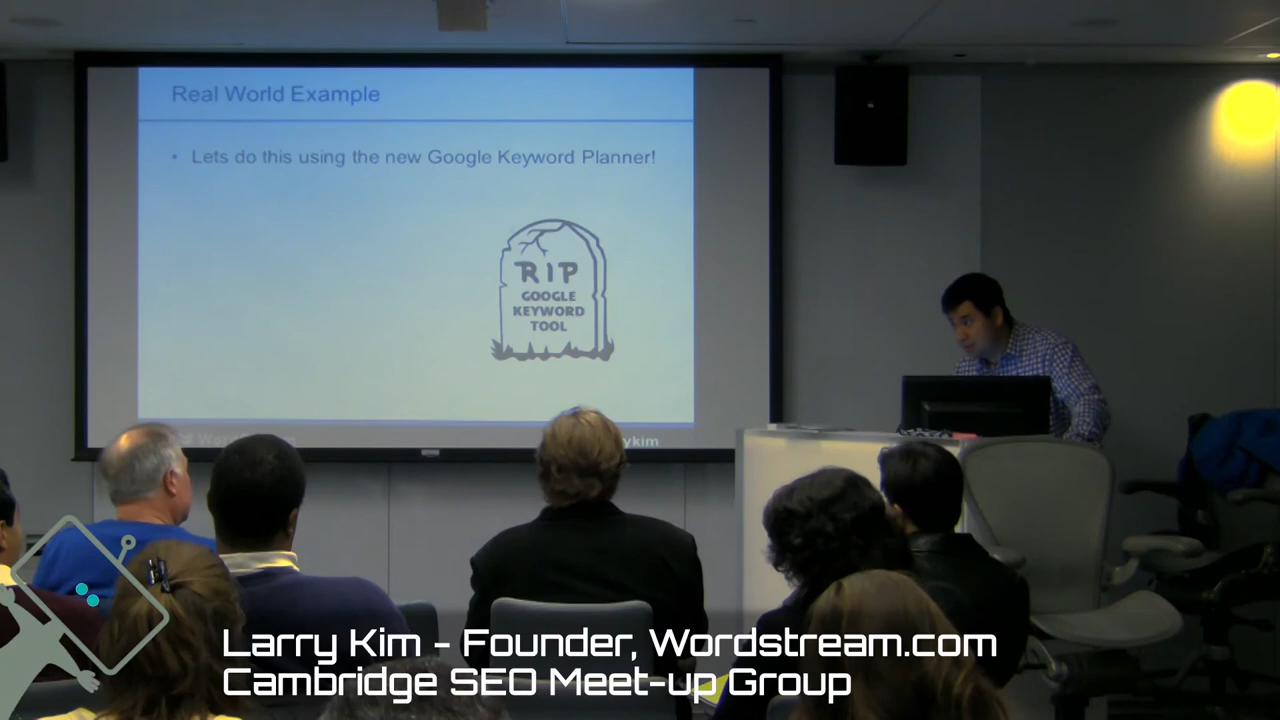 Real World Example
• Lets do this using the new Google Keyword Planner!
RIP
GOOGLE
KEYWORD
TOOL
ykim
Larry Kim - Founder, Wordstream.com
Cambridge SEO Meet-up Group